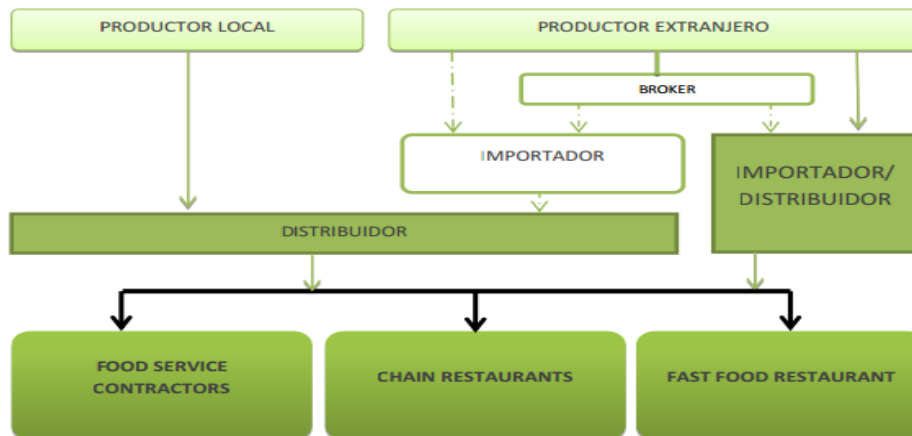 PRODUCTOR LOCAL
PRODUCTOR EXTRANJERO
BROKER
IMPORTADOR
IMPORTADOR/
DISTRIBUIDOR
DISTRIBUIDOR
FOOD SERVICE
CONTRACTORS
CHAIN RESTAURANTS
FAST FOOD RESTAURANT